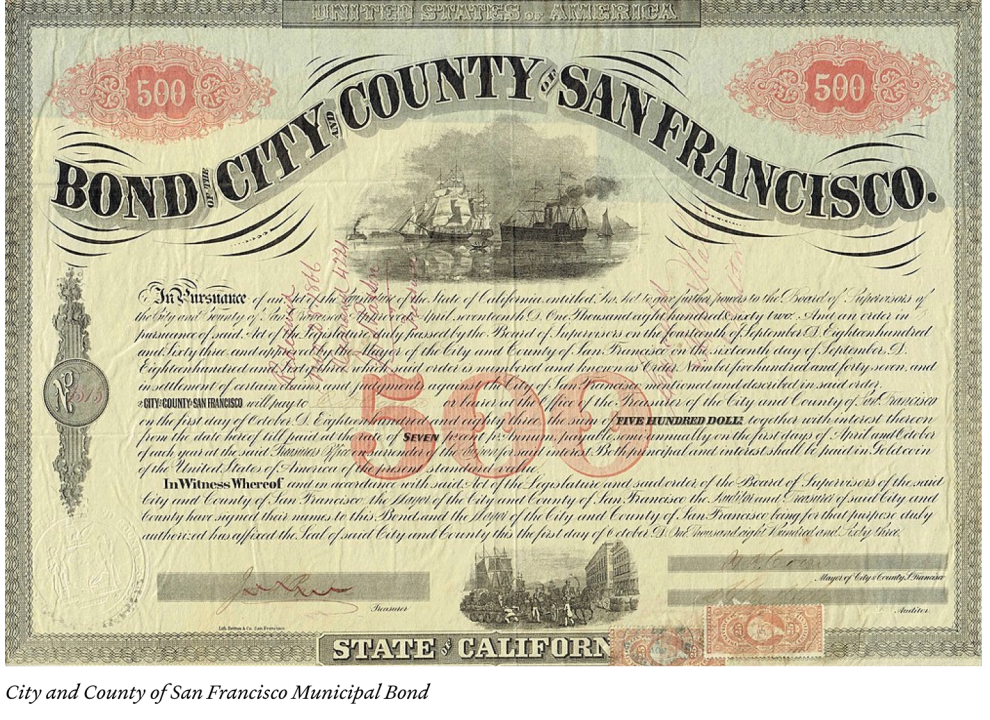 UNITED STATES OF AMERICA
500
500
BOND OF THE CITY AND COUNTY OF SAN FRANCISCO.
In Pursuance of an Act of the Legislature of the State of California entitled An Act to give further powers to the Board of Supervisors of
the City and County of San Francisco, Approved April seventeenth A.D. One Thousand eight hundred & sixty two. And an order in
pursuance of said Act of the Legislature duly passed by the Board of Supervisors on the fourteenth of September A.D. Eighteen hundred
and Sixty three, and approved by the Mayor of the City and County of San Francisco on the sixteenth day of September A.D.
Eighteen hundred and Sixty three, which said order is numbered and known as Order Number five hundred and forty seven, and
in settlement of certain claims and judgments against the City of San Francisco, mentioned and described in said order.
CITY AND COUNTY OF SAN FRANCISCO will pay to or bearer at the Office of the Treasurer of the City and County of San Francisco
on the first day of October A.D. Eighteen hundred and eighty three, the sum of FIVE HUNDRED DOLL: together with interest thereon
from the date hereof till paid at the rate of SEVEN per cent per annum payable semi annually on the first days of April and October
of each year at the said Treasurers Office on surrender of the of said interest. Both principal and interest shall be paid in Gold coin
of the United States of America of the present standard value.
500
In Witness Whereof and in accordance with said Act of the Legislature and said order of the Board of Supervisors of the said
City and County of San Francisco the Mayor of the City and County of San Francisco the Auditor and Treasurer of said City and
County have signed their names to this Bond and the Mayor of the City and County of San Francisco being for that purpose duly
authorized has affixed the Seal of said City and County this the first day of October A.D. One Thousand eight Hundred and Sixty three.
Mayor of City & County, S. Francisco
Treasurer
Auditor.
Lith. Britton & Co. San Francisco.
STATE OF CALIFORN
City and County of San Francisco Municipal Bond